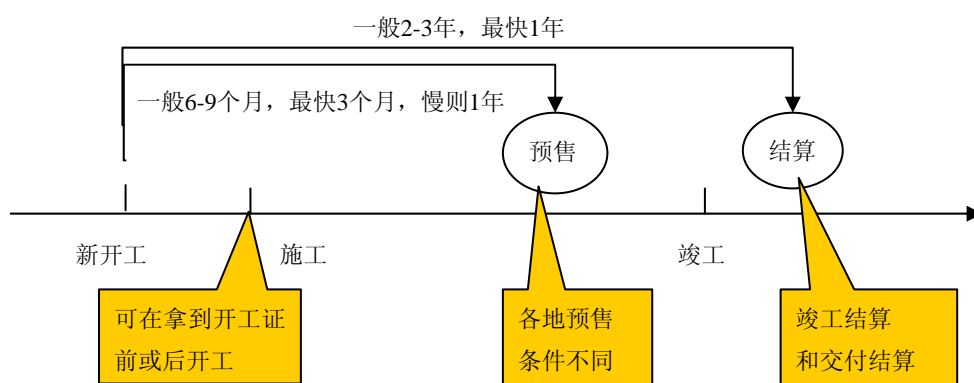 一般2-3年，最快1年
一般6-9个月，最快3个月，慢则1年
预售
结算
新开工
施工
竣工
可在拿到开工证
前或后开工
各地预售
条件不同
竣工结算
和交付结算